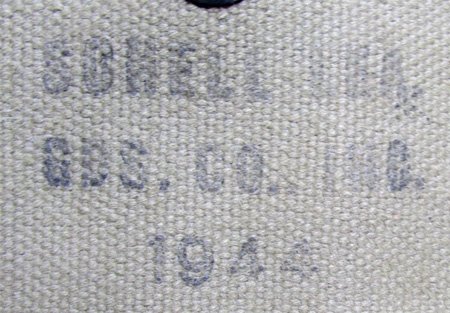 SCHELL LEA.
GDS. CO. INC.
1944